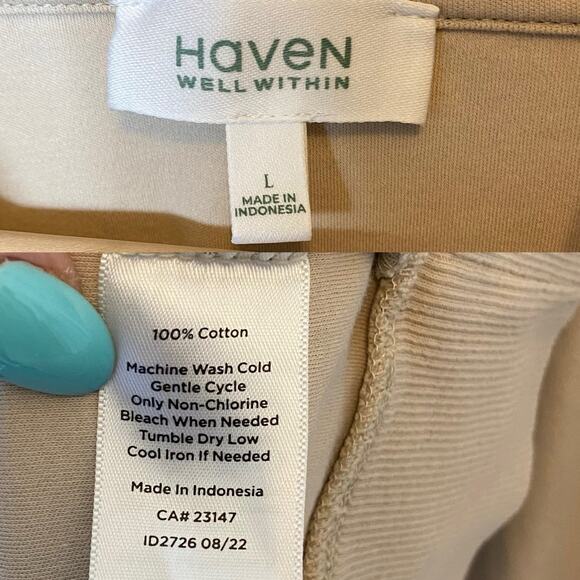 Haven
WELL WITHIN
L
MADE IN
INDONESIA
100% Cotton
Machine Wash Cold
Gentle Cycle
Only Non-Chlorine
Bleach When Needed
Tumble Dry Low
Cool Iron If Needed
Made In Indonesia
CA# 23147
ID2726 08/22